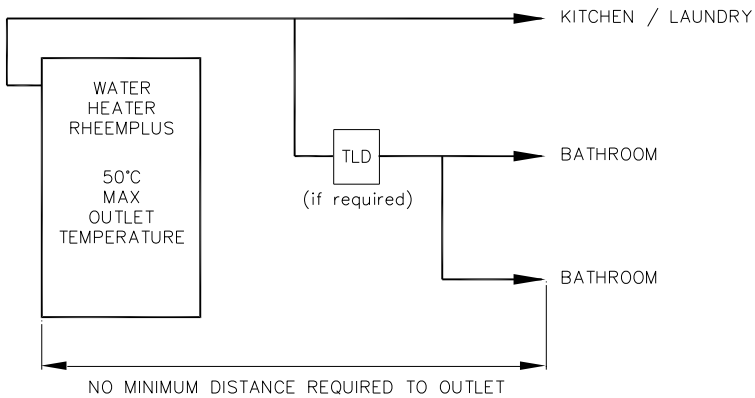 KITCHEN / LAUNDRY
WATER
HEATER
RHEEMPLUS
50°C
MAX
OUTLET
TEMPERATURE
TLD
(if required)
BATHROOM
BATHROOM
NO MINIMUM DISTANCE REQUIRED TO OUTLET